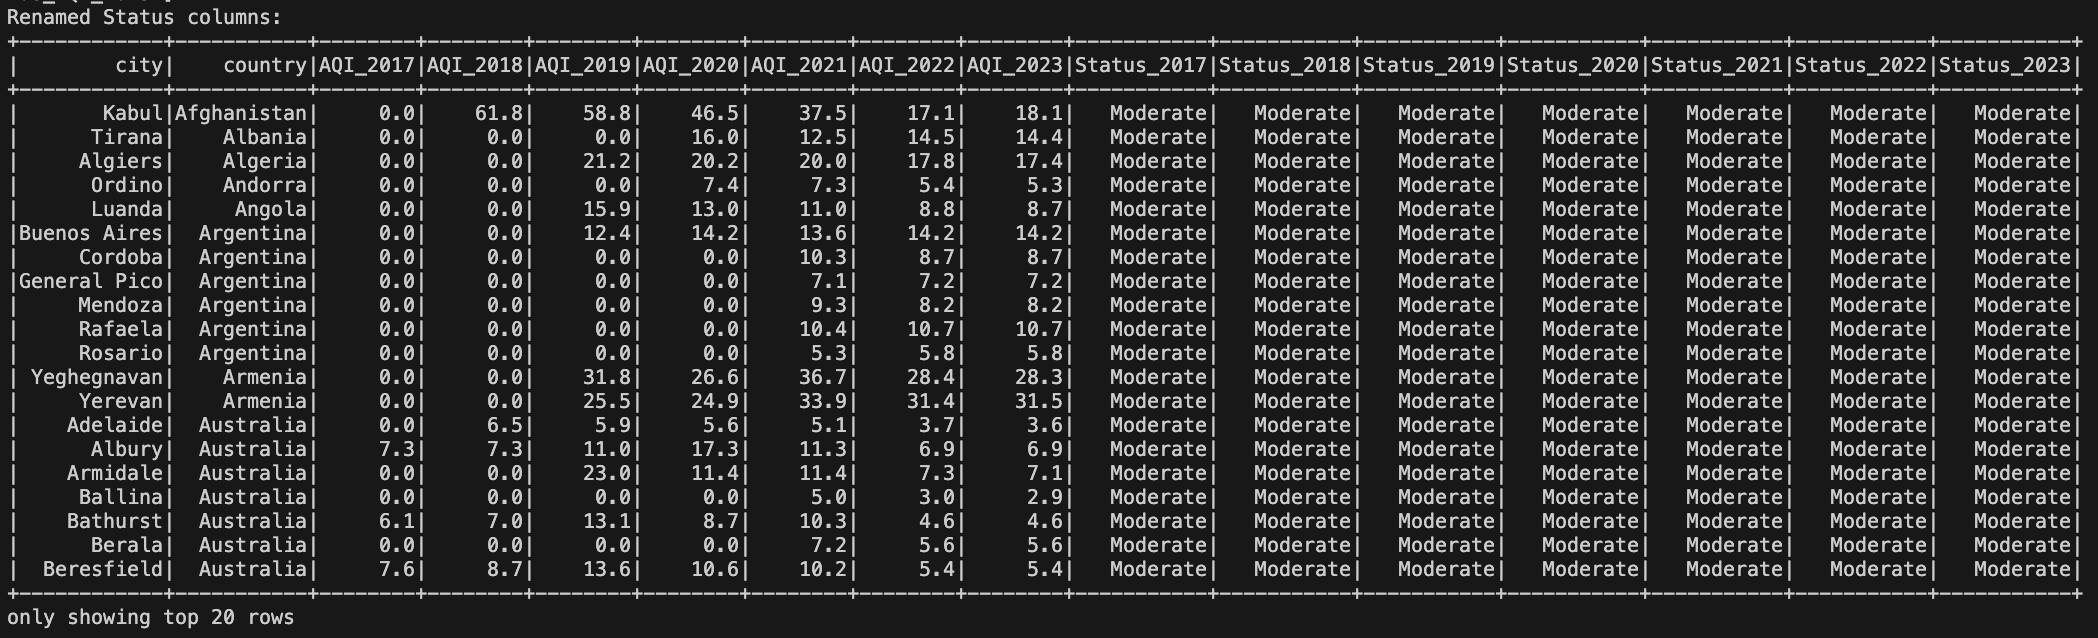 Renamed Status columns:
+------------+-----------+--------+--------+--------+--------+--------+--------+--------+-----------+-----------+-----------+-----------+-----------+-----------+-----------+
|        city|    country|AQI_2017|AQI_2018|AQI_2019|AQI_2020|AQI_2021|AQI_2022|AQI_2023|Status_2017|Status_2018|Status_2019|Status_2020|Status_2021|Status_2022|Status_2023|
+------------+-----------+--------+--------+--------+--------+--------+--------+--------+-----------+-----------+-----------+-----------+-----------+-----------+-----------+
|       Kabul|Afghanistan|     0.0|    61.8|    58.8|    46.5|    37.5|    17.1|    18.1|   Moderate|   Moderate|   Moderate|   Moderate|   Moderate|   Moderate|   Moderate|
|      Tirana|    Albania|     0.0|     0.0|     0.0|    16.0|    12.5|    14.5|    14.4|   Moderate|   Moderate|   Moderate|   Moderate|   Moderate|   Moderate|   Moderate|
|     Algiers|    Algeria|     0.0|     0.0|    21.2|    20.2|    20.0|    17.8|    17.4|   Moderate|   Moderate|   Moderate|   Moderate|   Moderate|   Moderate|   Moderate|
|      Ordino|    Andorra|     0.0|     0.0|     0.0|     7.4|     7.3|     5.4|     5.3|   Moderate|   Moderate|   Moderate|   Moderate|   Moderate|   Moderate|   Moderate|
|      Luanda|     Angola|     0.0|     0.0|    15.9|    13.0|    11.0|     8.8|     8.7|   Moderate|   Moderate|   Moderate|   Moderate|   Moderate|   Moderate|   Moderate|
|Buenos Aires|  Argentina|     0.0|     0.0|    12.4|    14.2|    13.6|    14.2|    14.2|   Moderate|   Moderate|   Moderate|   Moderate|   Moderate|   Moderate|   Moderate|
|     Cordoba|  Argentina|     0.0|     0.0|     0.0|     0.0|    10.3|     8.7|     8.7|   Moderate|   Moderate|   Moderate|   Moderate|   Moderate|   Moderate|   Moderate|
|General Pico|  Argentina|     0.0|     0.0|     0.0|     0.0|     7.1|     7.2|     7.2|   Moderate|   Moderate|   Moderate|   Moderate|   Moderate|   Moderate|   Moderate|
|     Mendoza|  Argentina|     0.0|     0.0|     0.0|     0.0|     9.3|     8.2|     8.2|   Moderate|   Moderate|   Moderate|   Moderate|   Moderate|   Moderate|   Moderate|
|     Rafaela|  Argentina|     0.0|     0.0|     0.0|     0.0|    10.4|    10.7|    10.7|   Moderate|   Moderate|   Moderate|   Moderate|   Moderate|   Moderate|   Moderate|
|     Rosario|  Argentina|     0.0|     0.0|     0.0|     0.0|     5.3|     5.8|     5.8|   Moderate|   Moderate|   Moderate|   Moderate|   Moderate|   Moderate|   Moderate|
| Yeghegnavan|    Armenia|     0.0|     0.0|    31.8|    26.6|    36.7|    28.4|    28.3|   Moderate|   Moderate|   Moderate|   Moderate|   Moderate|   Moderate|   Moderate|
|     Yerevan|    Armenia|     0.0|     0.0|    25.5|    24.9|    33.9|    31.4|    31.5|   Moderate|   Moderate|   Moderate|   Moderate|   Moderate|   Moderate|   Moderate|
|    Adelaide|  Australia|     0.0|     6.5|     5.9|     5.6|     5.1|     3.7|     3.6|   Moderate|   Moderate|   Moderate|   Moderate|   Moderate|   Moderate|   Moderate|
|      Albury|  Australia|     7.3|     7.3|    11.0|    17.3|    11.3|     6.9|     6.9|   Moderate|   Moderate|   Moderate|   Moderate|   Moderate|   Moderate|   Moderate|
|    Armidale|  Australia|     0.0|     0.0|    23.0|    11.4|    11.4|     7.3|     7.1|   Moderate|   Moderate|   Moderate|   Moderate|   Moderate|   Moderate|   Moderate|
|     Ballina|  Australia|     0.0|     0.0|     0.0|     0.0|     5.0|     3.0|     2.9|   Moderate|   Moderate|   Moderate|   Moderate|   Moderate|   Moderate|   Moderate|
|    Bathurst|  Australia|     6.1|     7.0|    13.1|     8.7|    10.3|     4.6|     4.6|   Moderate|   Moderate|   Moderate|   Moderate|   Moderate|   Moderate|   Moderate|
|      Berala|  Australia|     0.0|     0.0|     0.0|     0.0|     7.2|     5.6|     5.6|   Moderate|   Moderate|   Moderate|   Moderate|   Moderate|   Moderate|   Moderate|
|  Beresfield|  Australia|     7.6|     8.7|    13.6|    10.6|    10.2|     5.4|     5.4|   Moderate|   Moderate|   Moderate|   Moderate|   Moderate|   Moderate|   Moderate|
+------------+-----------+--------+--------+--------+--------+--------+--------+--------+-----------+-----------+-----------+-----------+-----------+-----------+-----------+
only showing top 20 rows